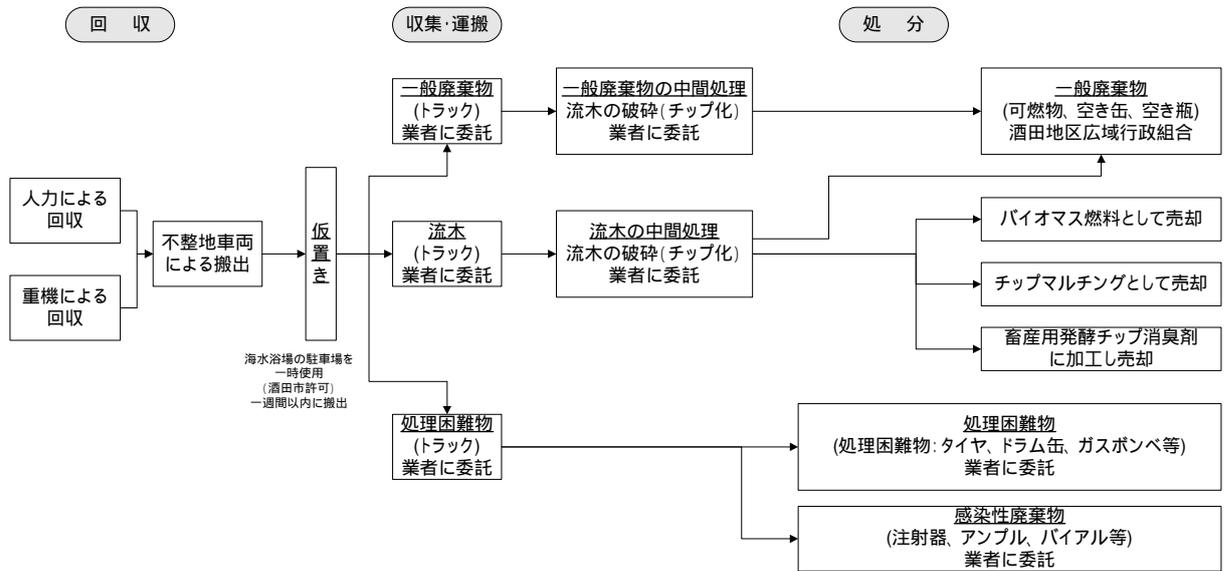 回　収
収集・運搬
処　分
人力による
回収
重機による
回収
不整地車両
による搬出
仮置き
海水浴場の駐車場を
一時使用
(酒田市許可)
一週間以内に搬出
一般廃棄物
(トラック)
業者に委託
流木
(トラック)
業者に委託
処理困難物
(トラック)
業者に委託
一般廃棄物の中間処理
流木の破砕(チップ化)
業者に委託
流木の中間処理
流木の破砕(チップ化)
業者に委託
一般廃棄物
(可燃物、空き缶、空き瓶)
酒田地区広域行政組合
バイオマス燃料として売却
チップマルチングとして売却
畜産用発酵チップ消臭剤
に加工し売却
処理困難物
(処理困難物:タイヤ、ドラム缶、ガスボンベ等)
業者に委託
感染性廃棄物
(注射器、アンプル、バイアル等)
業者に委託